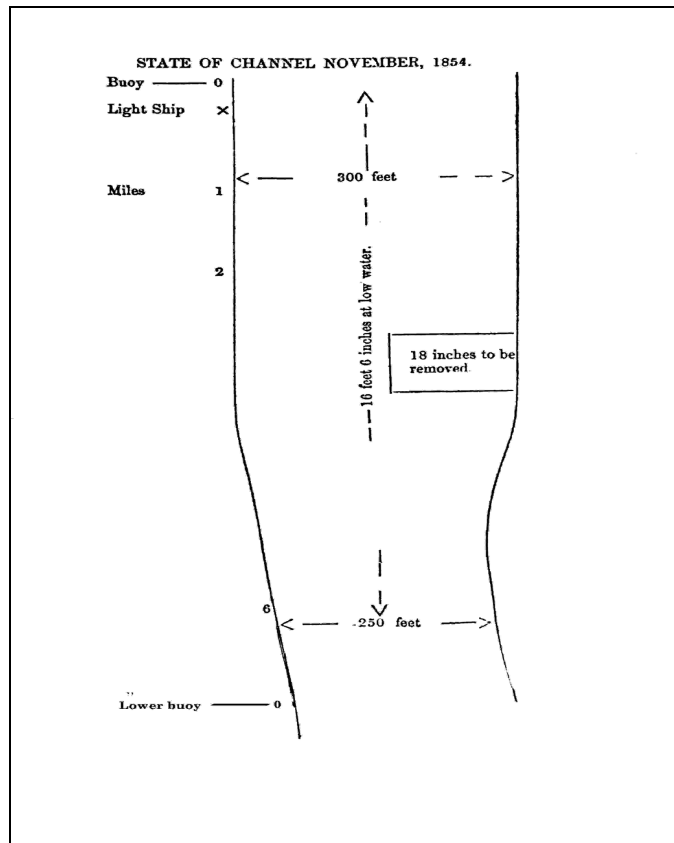 STATE OF CHANNEL NOVEMBER, 1854.
Buoy 0
Light Ship ×
300 feet
Miles 1
2
16 feet 6 inches at low water.
18 inches to be
removed
6
250 feet
Lower buoy 0